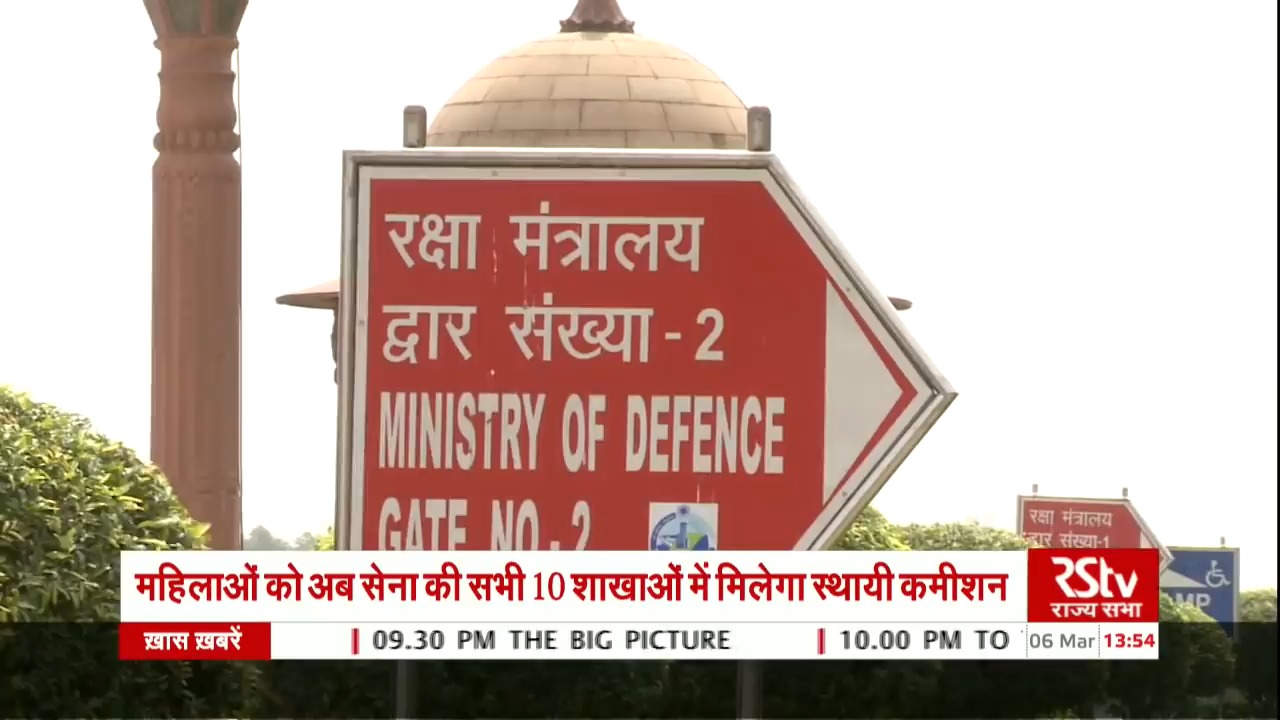 रक्षा मंत्रालय
द्वार संख्या - 2
MINISTRY OF DEFENCE
GATE NO. - 2
रक्षा मंत्रालय
द्वार संख्या-1
महिलाओं को अब सेना की सभी 10 शाखाओं में मिलेगा स्थायी कमीशन
RStv
राज्य सभा
ख़ास ख़बरें
09.30 PM THE BIG PICTURE
10.00 PM TO
06 Mar 13:54